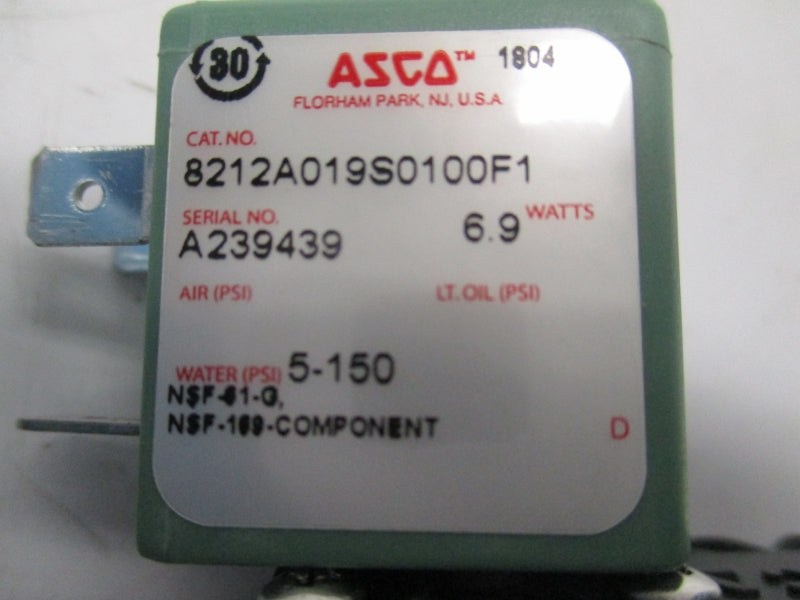 30 ASCO™ 1804
FLORHAM PARK, NJ, U.S.A
CAT. NO.
8212A019S0100F1
SERIAL NO. 6.9 WATTS
A239439
AIR (PSI) LT. OIL (PSI)
WATER (PSI) 5-150
NSF-61-G,
NSF-169-COMPONENT
D